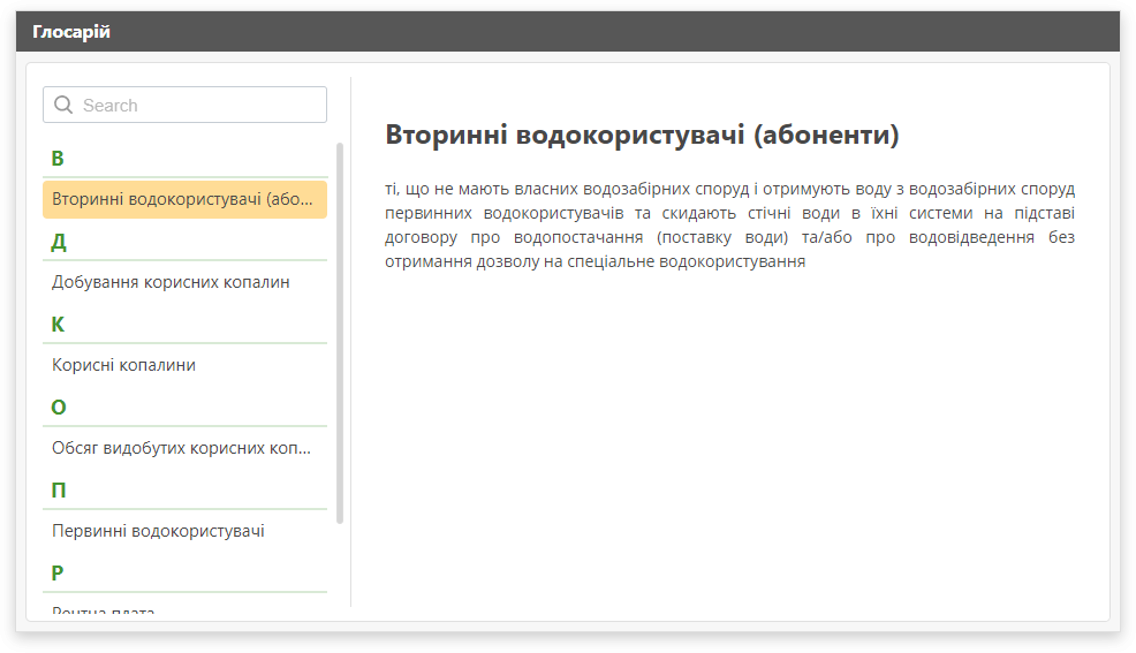 Глосарій
Search
В
Вторинні водокористувачі (або...
Д
Добування корисних копалин
К
Корисні копалини
О
Обсяг видобутих корисних коп...
П
Первинні водокористувачі
Р
Рентна плата
Вторинні водокористувачі (абоненти)
ті, що не мають власних водозабірних споруд і отримують воду з водозабірних споруд
первинних водокористувачів та скидають стічні води в їхні системи на підставі
договору про водопостачання (поставку води) та/або про водовідведення без
отримання дозволу на спеціальне водокористування